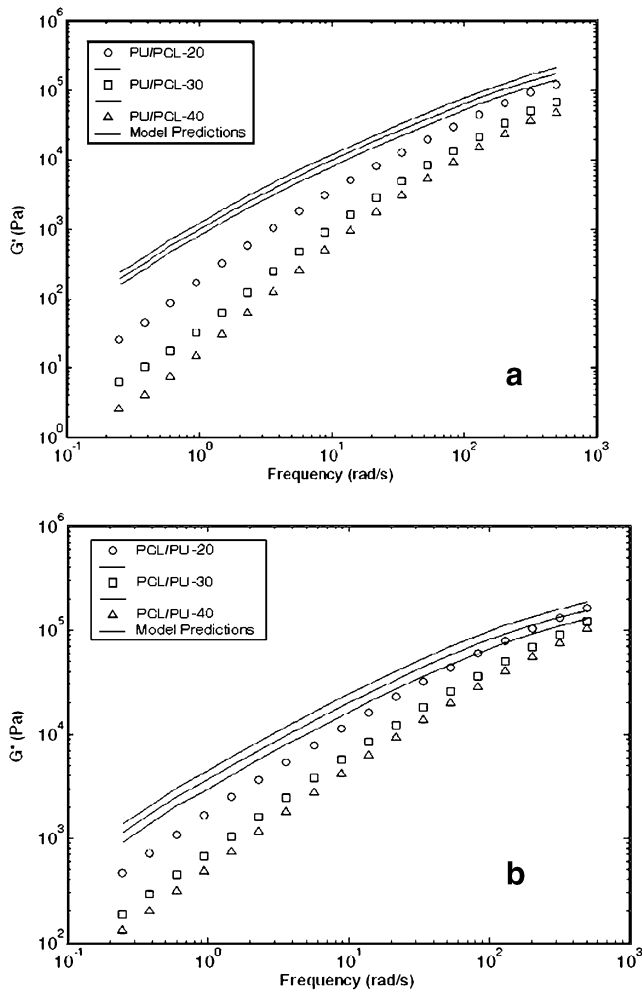 10^6
10^5
10^4
10^3
10^2
10^1
10^0
G' (Pa)
PU/PCL-20
PU/PCL-30
PU/PCL-40
Model Predictions
a
10^-1
10^0
10^1
10^2
10^3
Frequency (rad/s)
10^6
10^5
10^4
10^3
10^2
G" (Pa)
PCL/PU-20
PCL/PU-30
PCL/PU-40
Model Predictions
b
10^-1
10^0
10^1
10^2
10^3
Frequency (rad/s)